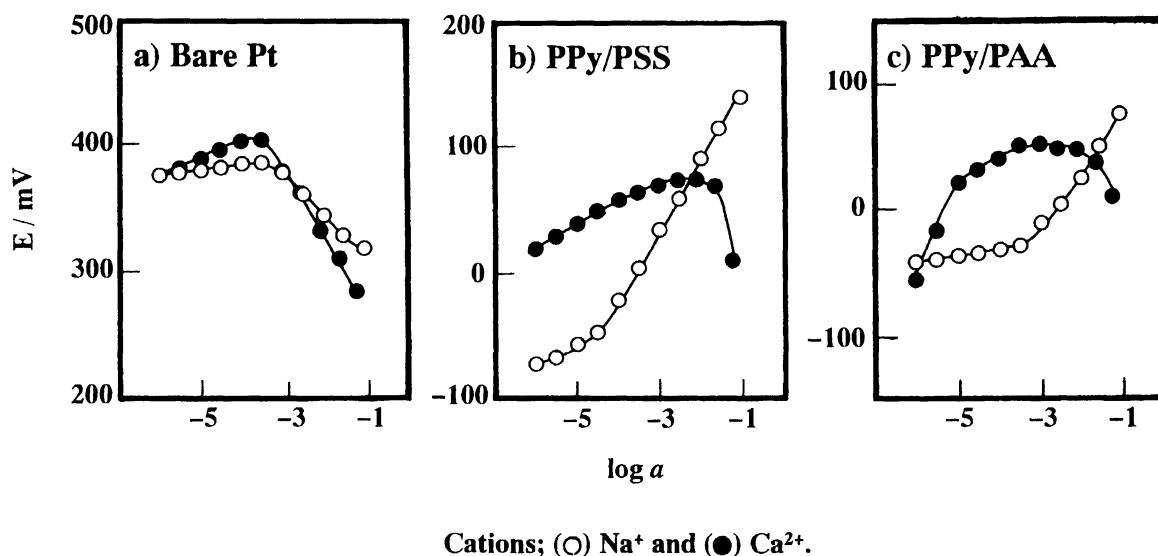 a) Bare Pt
b) PPy/PSS
c) PPy/PAA
E / mV
500
400
300
200
200
100
0
-100
100
0
-100
-5 -3 -1
-5 -3 -1
-5 -3 -1
log a
Cations; (○) Na⁺ and (●) Ca²⁺.